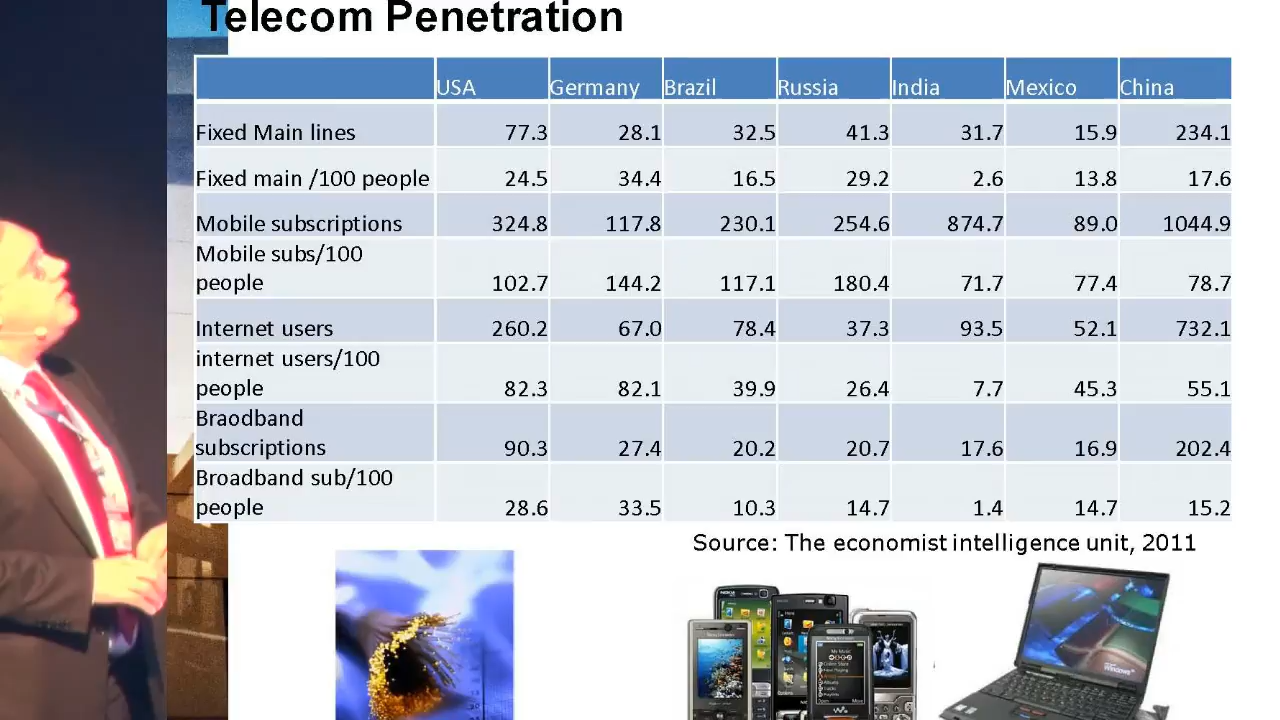 Telecom Penetration
USA Germany Brazil Russia India Mexico China
Fixed Main lines 77.3 28.1 32.5 41.3 31.7 15.9 234.1
Fixed main /100 people 24.5 34.4 16.5 29.2 2.6 13.8 17.6
Mobile subscriptions 324.8 117.8 230.1 254.6 874.7 89.0 1044.9
Mobile subs/100
people 102.7 144.2 117.1 180.4 71.7 77.4 78.7
Internet users 260.2 67.0 78.4 37.3 93.5 52.1 732.1
internet users/100
people 82.3 82.1 39.9 26.4 7.7 45.3 55.1
Braodband
subscriptions 90.3 27.4 20.2 20.7 17.6 16.9 202.4
Broadband sub/100
people 28.6 33.5 10.3 14.7 1.4 14.7 15.2
Source: The economist intelligence unit, 2011
NOKIA